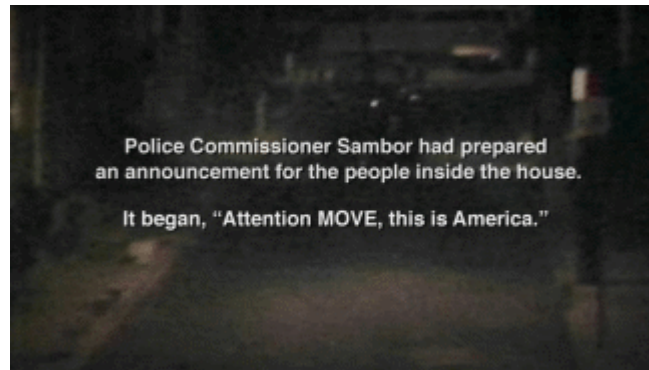 Police Commissioner Sambor had prepared
an announcement for the people inside the house.
It began, “Attention MOVE, this is America.”